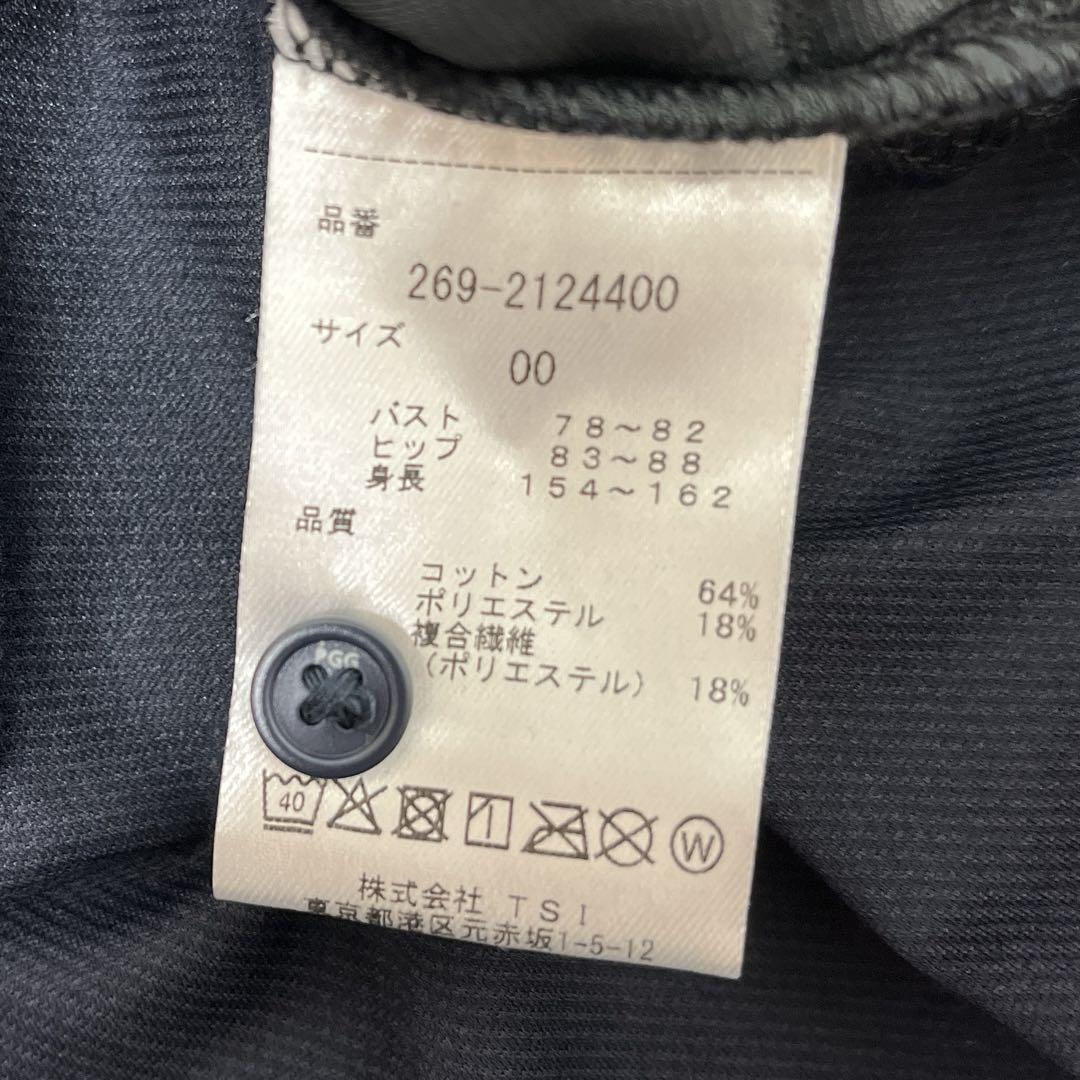 品番
269-2124400
サイズ
00
バスト 78～82
ヒップ 83～88
身長 154～162
品質
コットン 64%
ポリエステル 18%
複合繊維
(ポリエステル) 18%
GG
40
W
株式会社 TSI
東京都港区元赤坂1-5-12